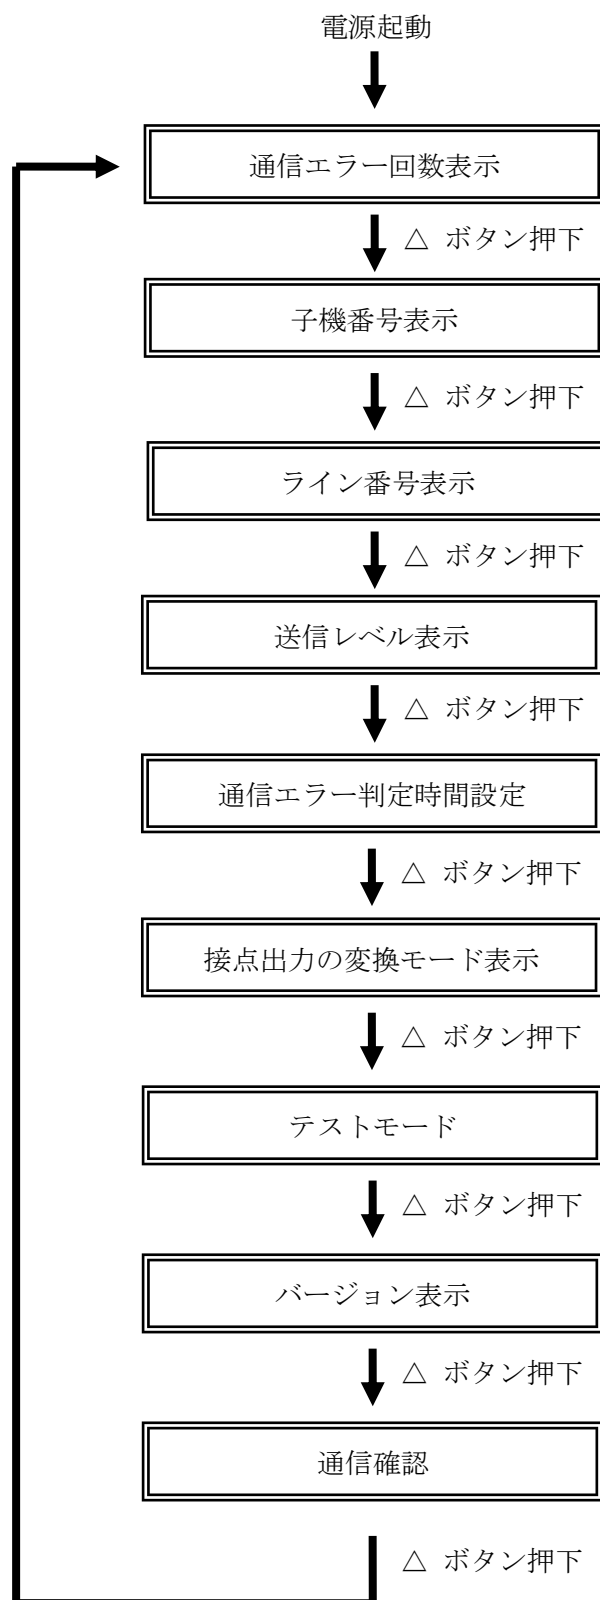 電源起動
通信エラー回数表示
△ ボタン押下
子機番号表示
△ ボタン押下
ライン番号表示
△ ボタン押下
送信レベル表示
△ ボタン押下
通信エラー判定時間設定
△ ボタン押下
接点出力の変換モード表示
△ ボタン押下
テストモード
△ ボタン押下
バージョン表示
△ ボタン押下
通信確認
△ ボタン押下